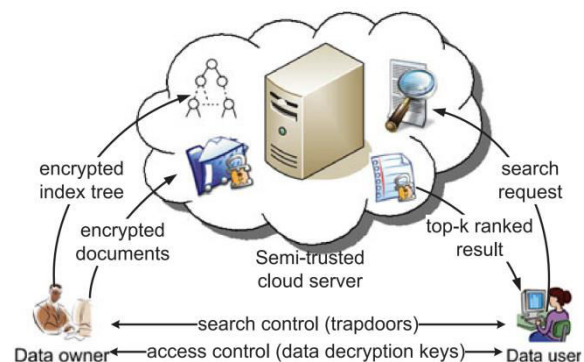 encrypted
index tree
encrypted
documents
Semi-trusted
cloud server
search
request
top-k ranked
result
search control (trapdoors)
access control (data decryption keys)
Data owner
Data user